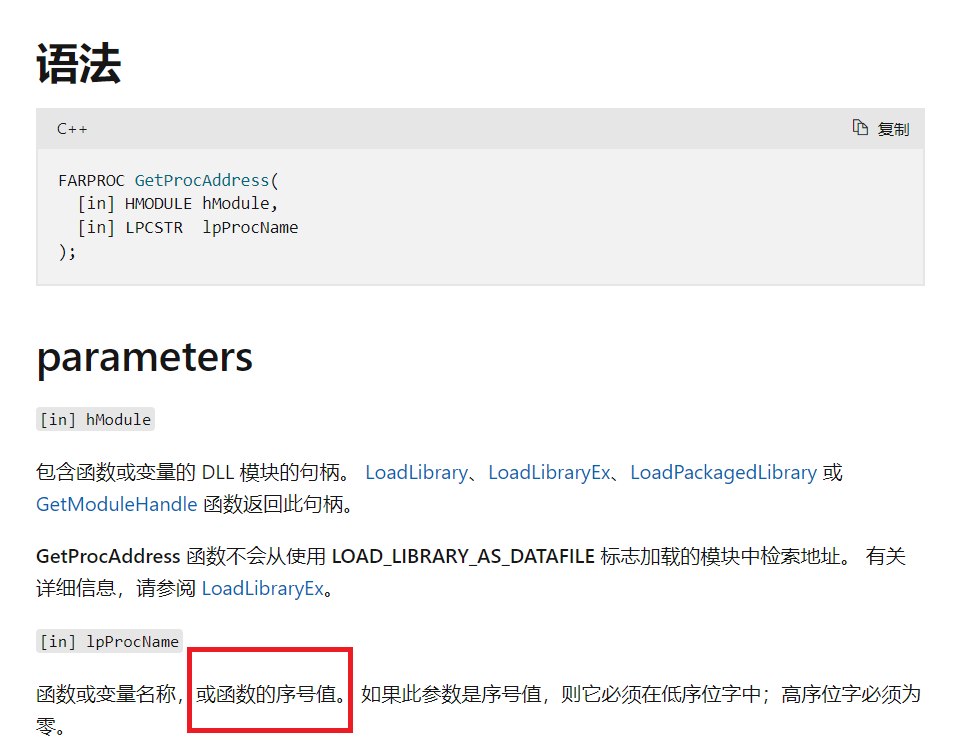 语法
C++ 复制
FARPROC GetProcAddress(
[in] HMODULE hModule,
[in] LPCSTR  lpProcName
);
parameters
[in] hModule
包含函数或变量的 DLL 模块的句柄。 LoadLibrary、LoadLibraryEx、LoadPackagedLibrary 或
GetModuleHandle 函数返回此句柄。
GetProcAddress 函数不会从使用 LOAD_LIBRARY_AS_DATAFILE 标志加载的模块中检索地址。 有关
详细信息，请参阅 LoadLibraryEx。
[in] lpProcName
函数或变量名称，或函数的序号值。 如果此参数是序号值，则它必须在低序位字中；高序位字必须为
零。